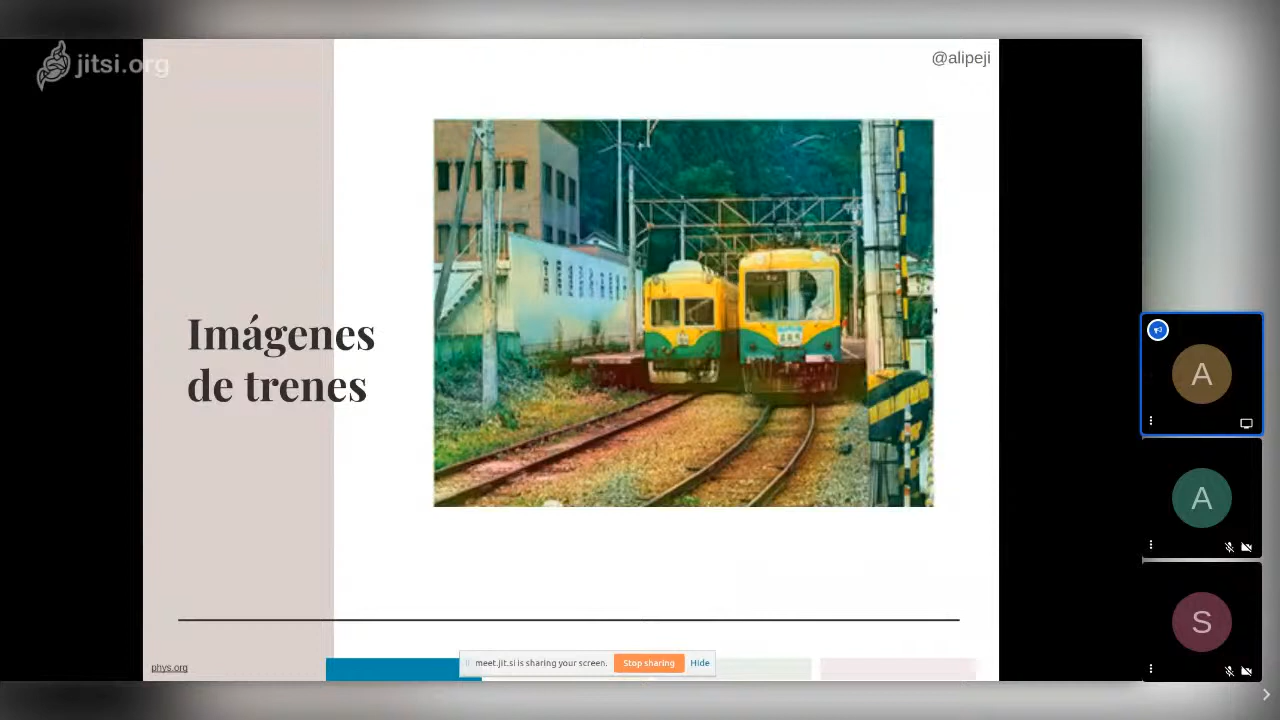 jitsi.org
@alipeji
Imágenes
de trenes
phys.org
meet.jit.si is sharing your screen.
Stop sharing
Hide
A
A
S